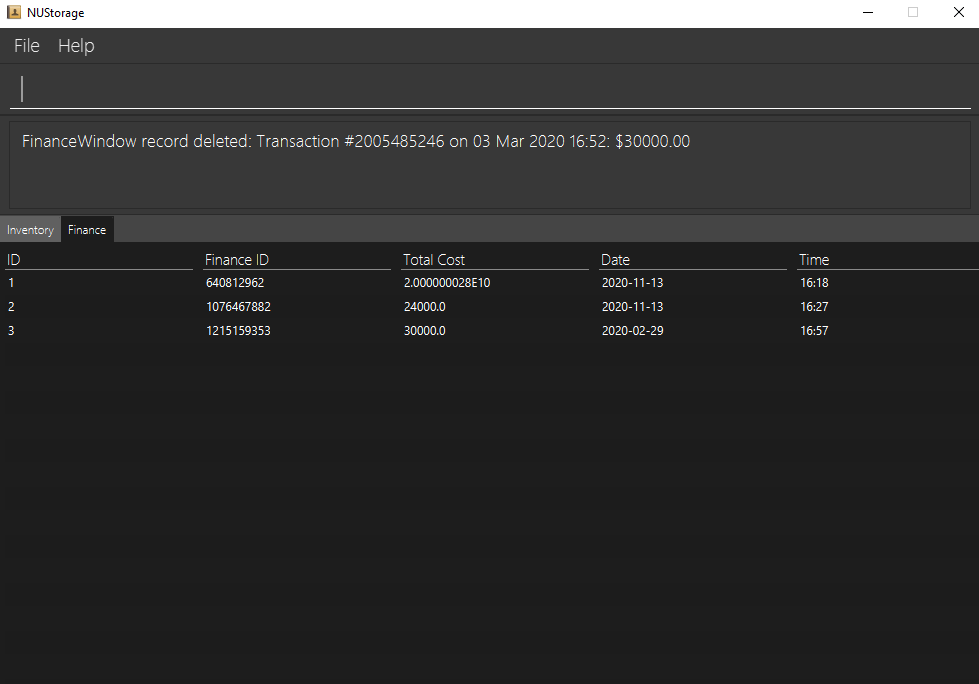 NUStorage
File Help
FinanceWindow record deleted: Transaction #2005485246 on 03 Mar 2020 16:52: $30000.00
Inventory Finance
ID Finance ID Total Cost Date Time
1 640812962 2.000000028E10 2020-11-13 16:18
2 1076467882 24000.0 2020-11-13 16:27
3 1215159353 30000.0 2020-02-29 16:57